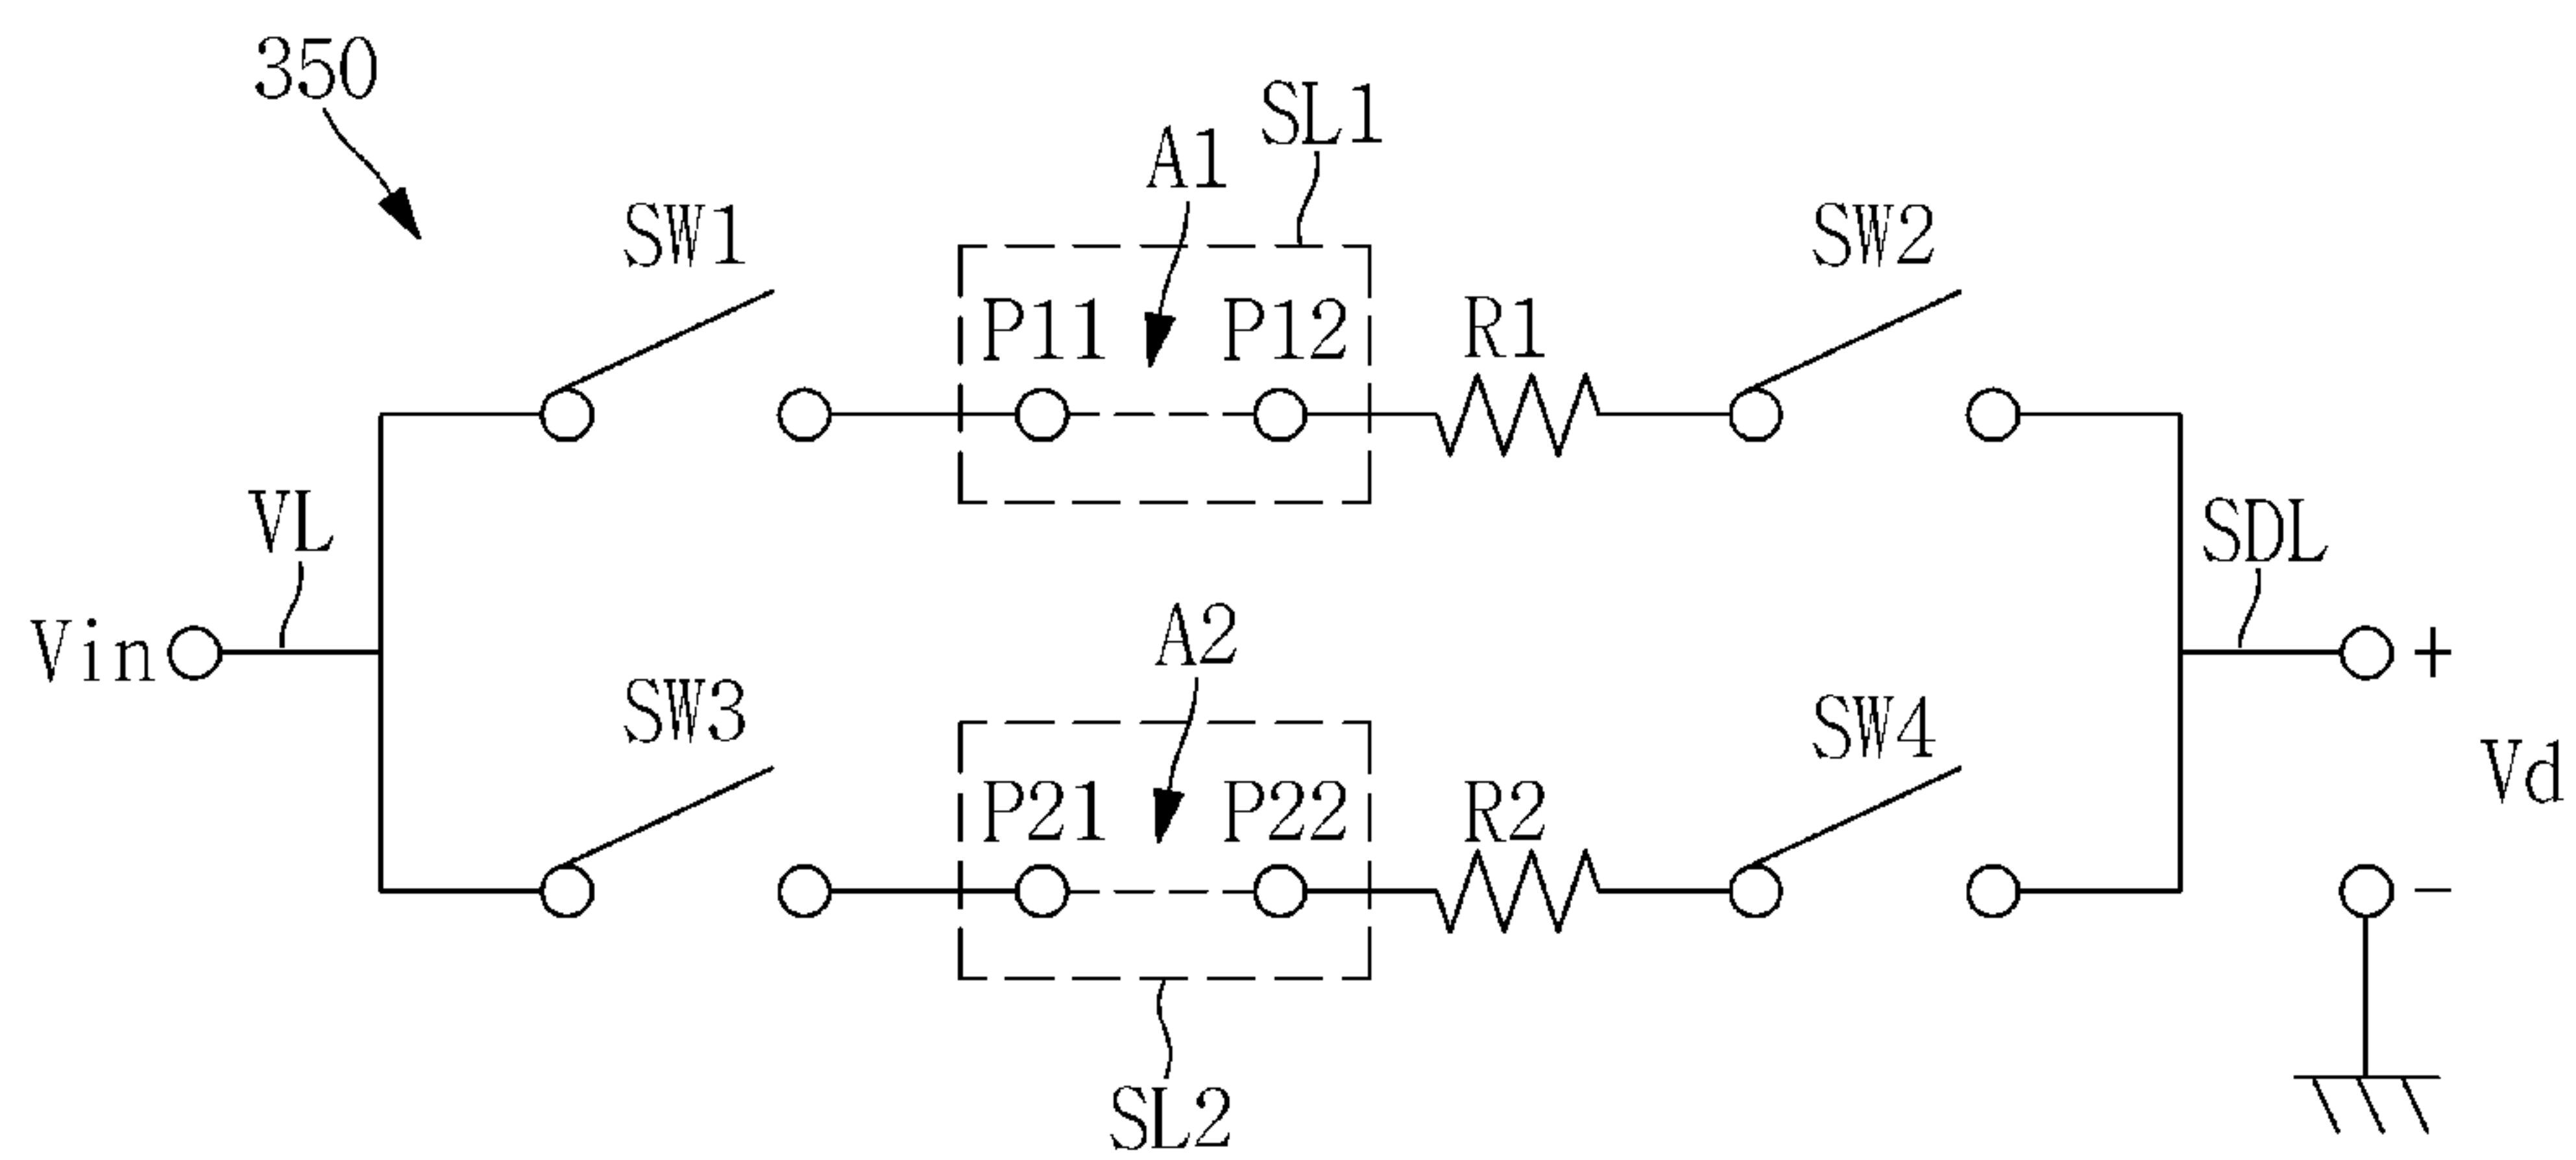 350
SL1
A1
SW1
SW2
P11
P12
R1
VL
SDL
Vin
+
A2
SW3
SW4
Vd
P21
P22
R2
-
SL2